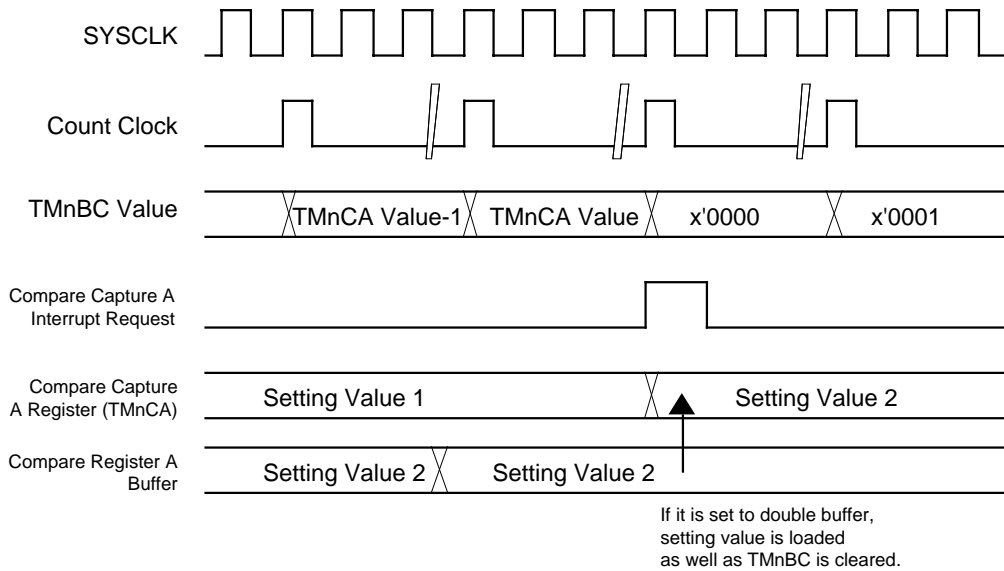 SYSCLK
Count Clock
TMnBC Value
TMnCA Value-1
TMnCA Value
x'0000
x'0001
Compare Capture A
Interrupt Request
Compare Capture
A Register (TMnCA)
Setting Value 1
Setting Value 2
Compare Register A
Buffer
Setting Value 2
Setting Value 2
If it is set to double buffer,
setting value is loaded
as well as TMnBC is cleared.